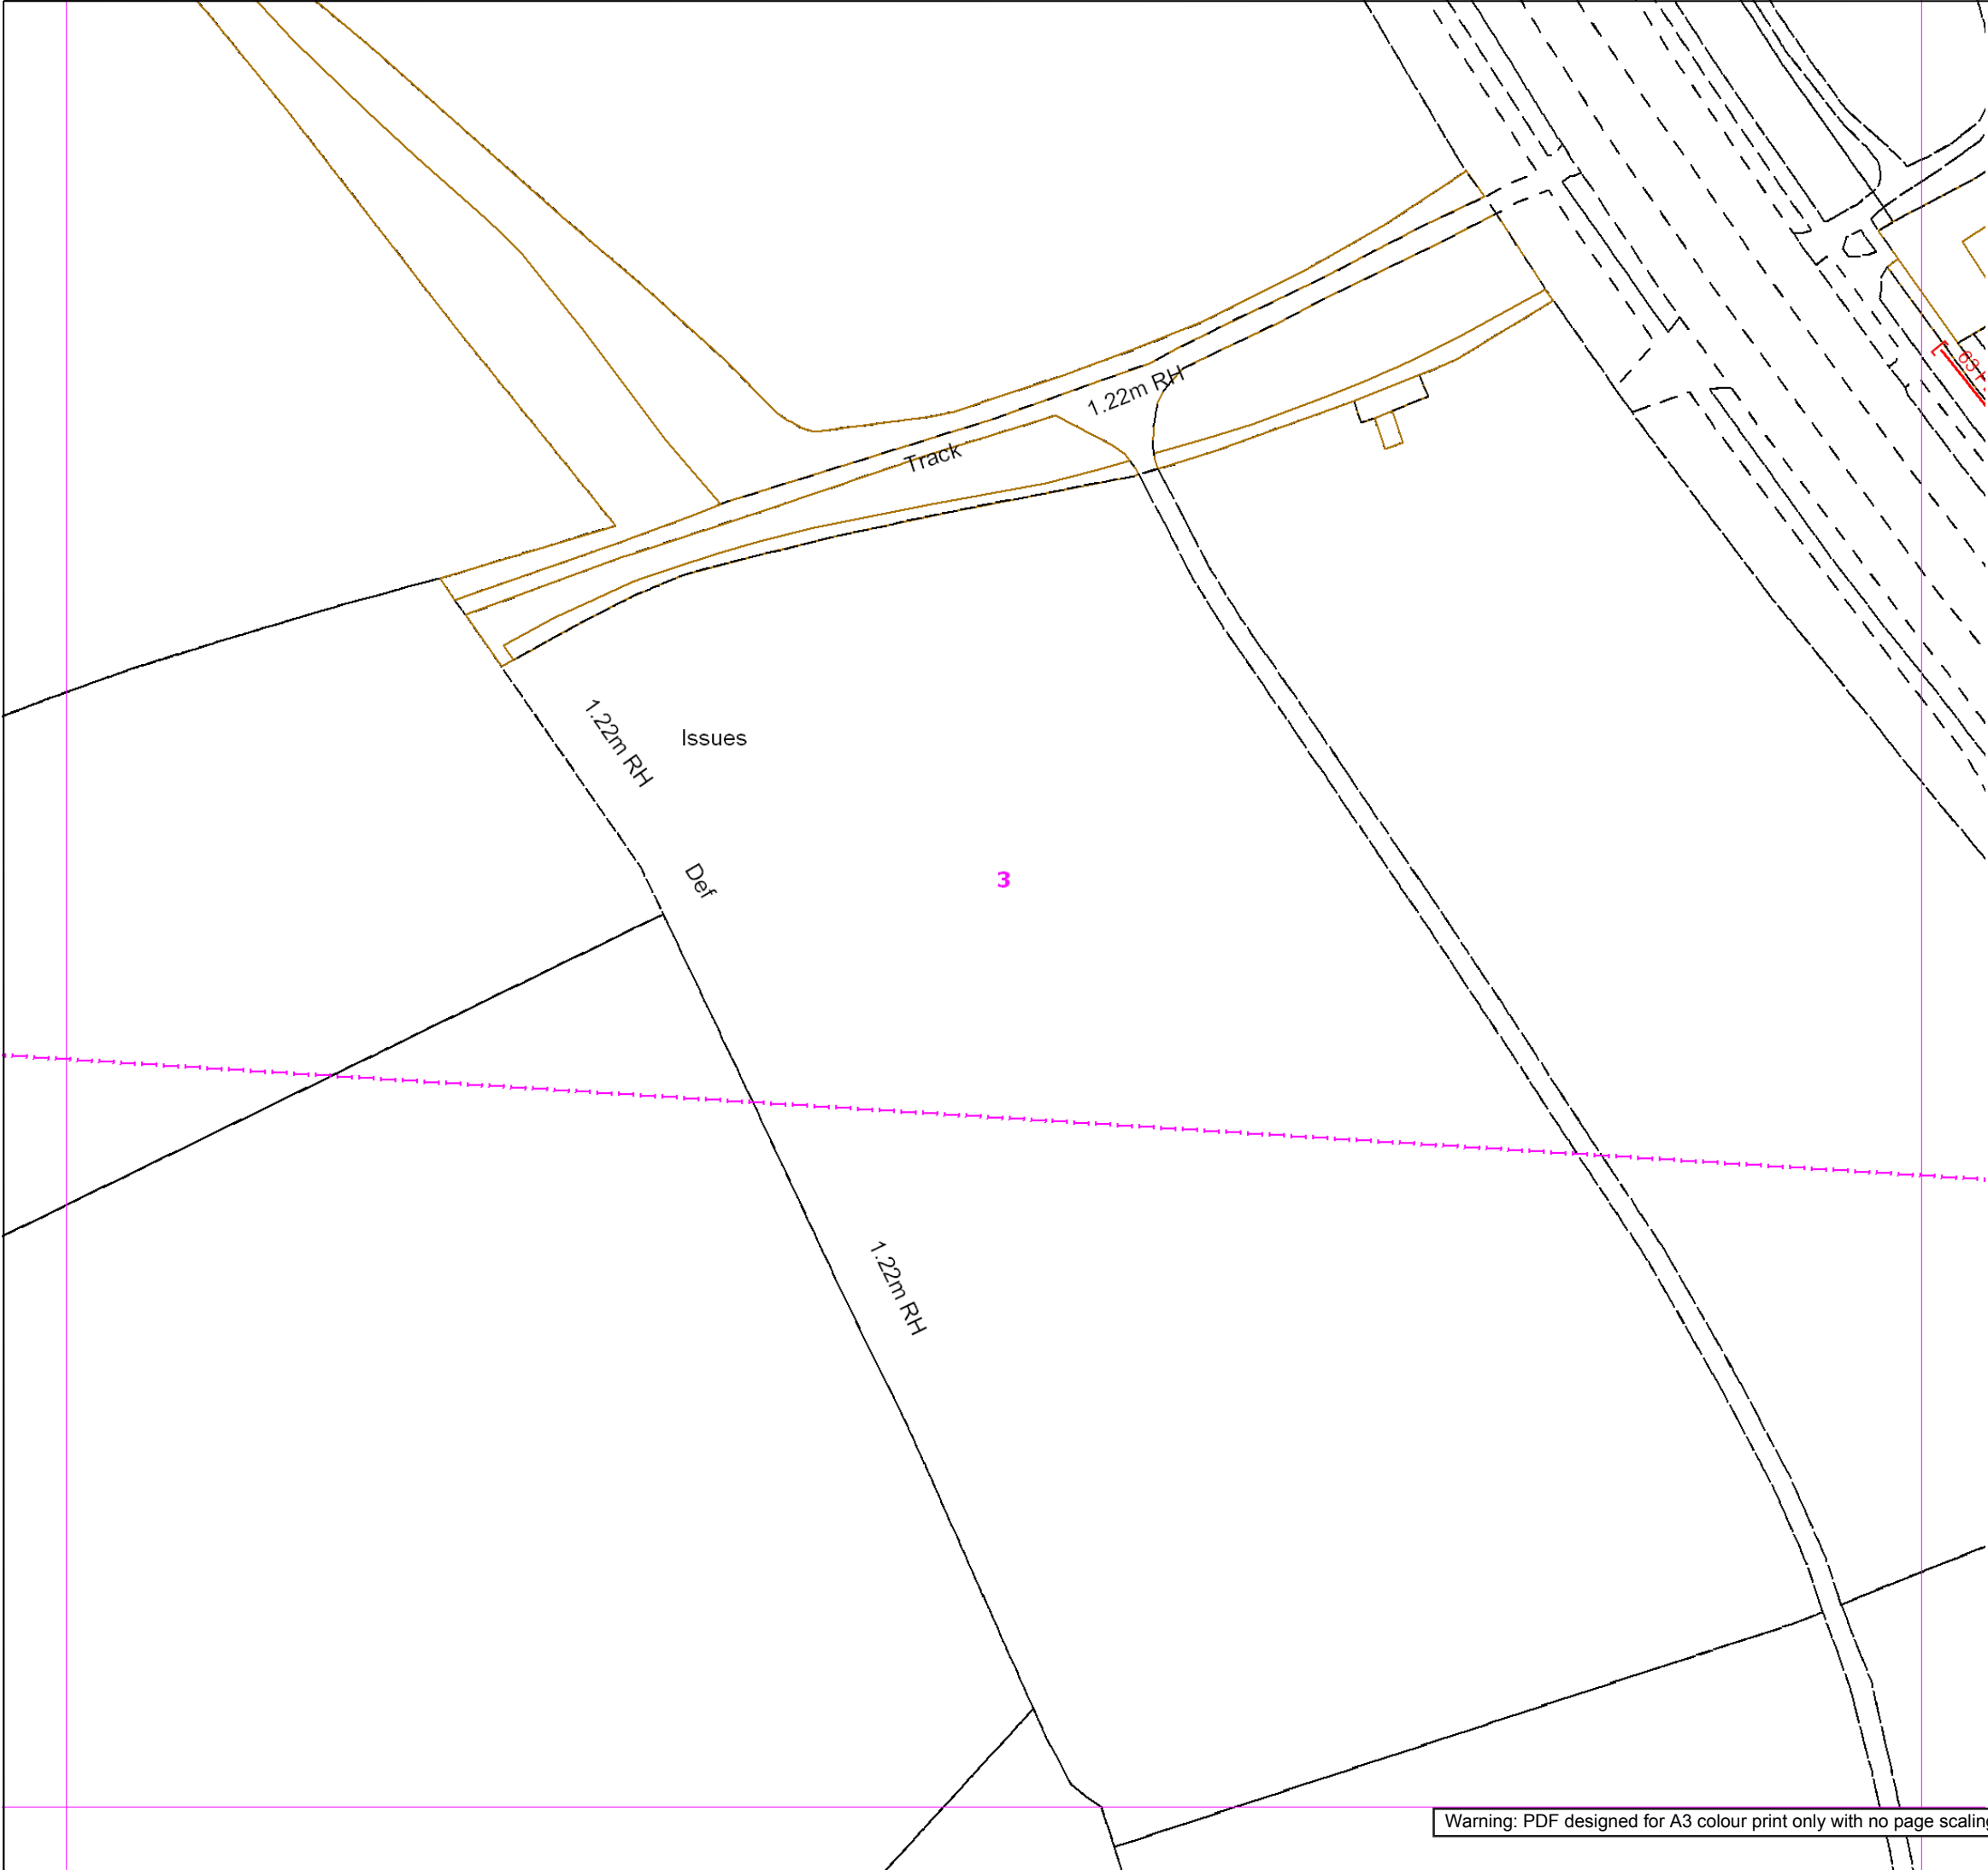 1.22m RH
Track
1.22m RH
Issues
Def
3
1.22m RH
Warning: PDF designed for A3 colour print only with no page scaling